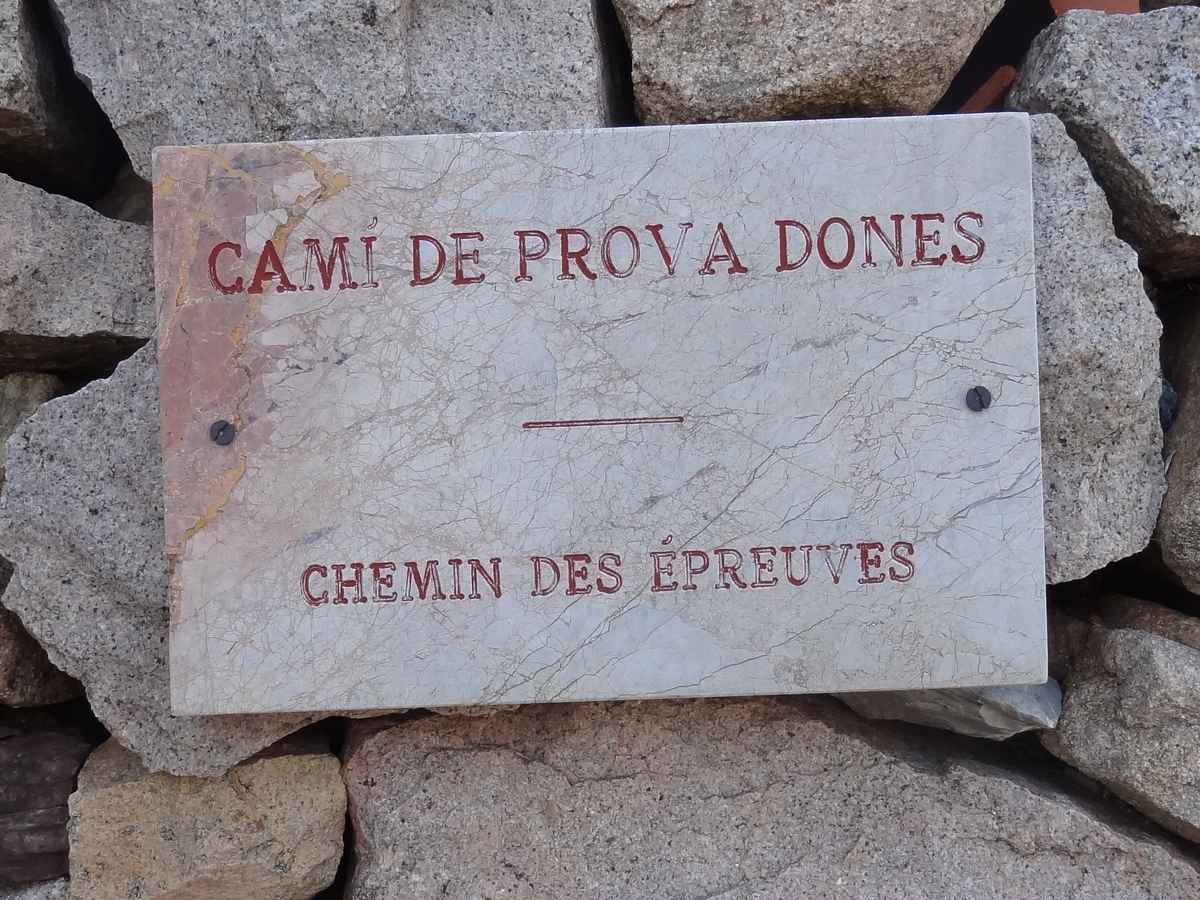 CAMÍ DE PROVA DONES
CHEMIN DES ÉPREUVES